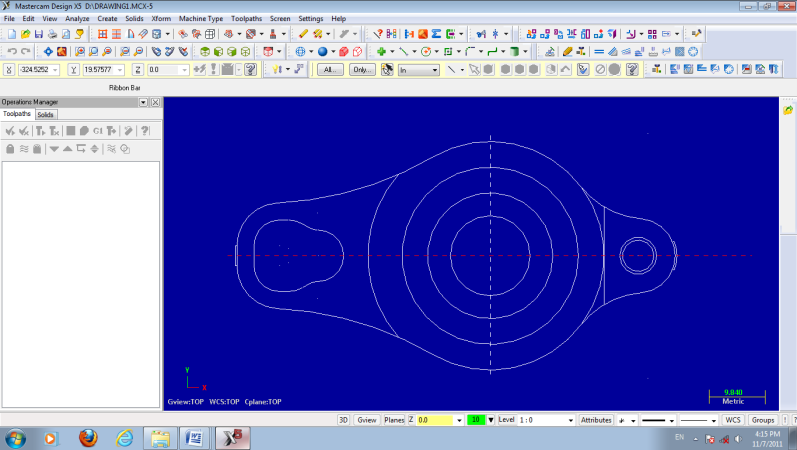 Mastercam Design X5 D:\DRAWING1.MCX-5
File Edit View Analyze Create Solids Xform Machine Type Toolpaths Screen Settings Help
X -324.5252 Y 19.57577 Z 0.0 All... Only... In
Ribbon Bar
Operations Manager
Toolpaths Solids
G1
Y
X
Gview:TOP WCS:TOP Cplane:TOP
9.840
Metric
3D Gview Planes Z 0.0 10 Level 1 : 0 Attributes WCS Groups ! ?
EN 4:15 PM
11/7/2011